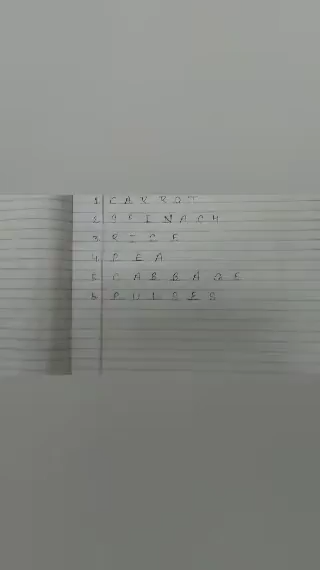 1. CARROT
2. SPINACH
3. RICE
4. PEA
5. CABBAGE
6. PULSES